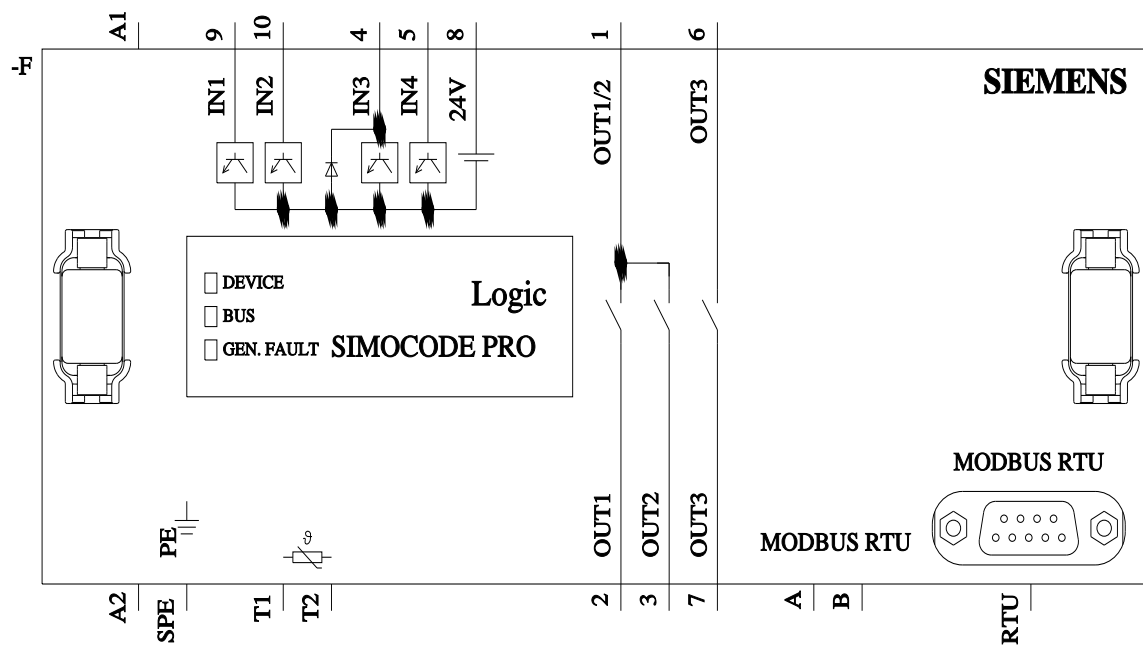 A1
9
10
4
5
8
1
6
-F
IN1
IN2
IN3
IN4
24V
OUT1/2
OUT3
SIEMENS
DEVICE
BUS
GEN. FAULT
Logic
SIMOCODE PRO
MODBUS RTU
PE
ϑ
OUT1
OUT2
OUT3
MODBUS RTU
A2
SPE
T1
T2
2
3
7
A
B
RTU